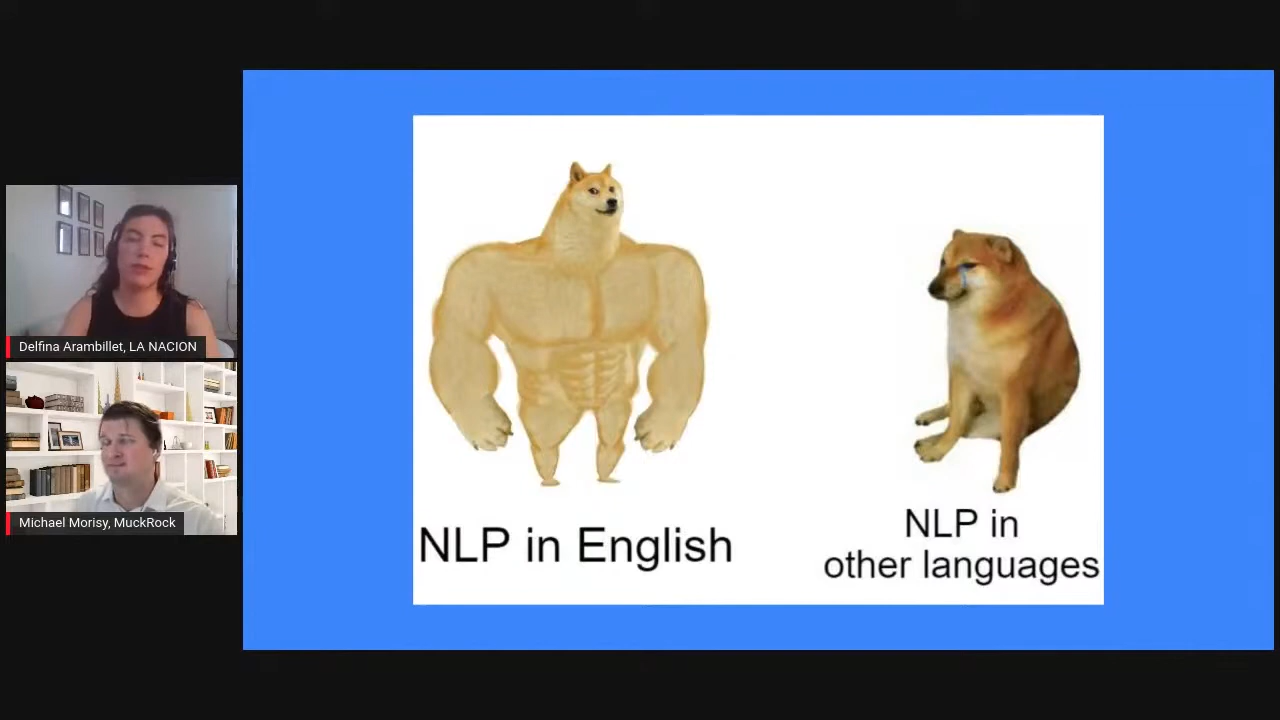 Delfina Arambillet, LA NACION
Michael Morisy, MuckRock
NLP in English
NLP in
other languages